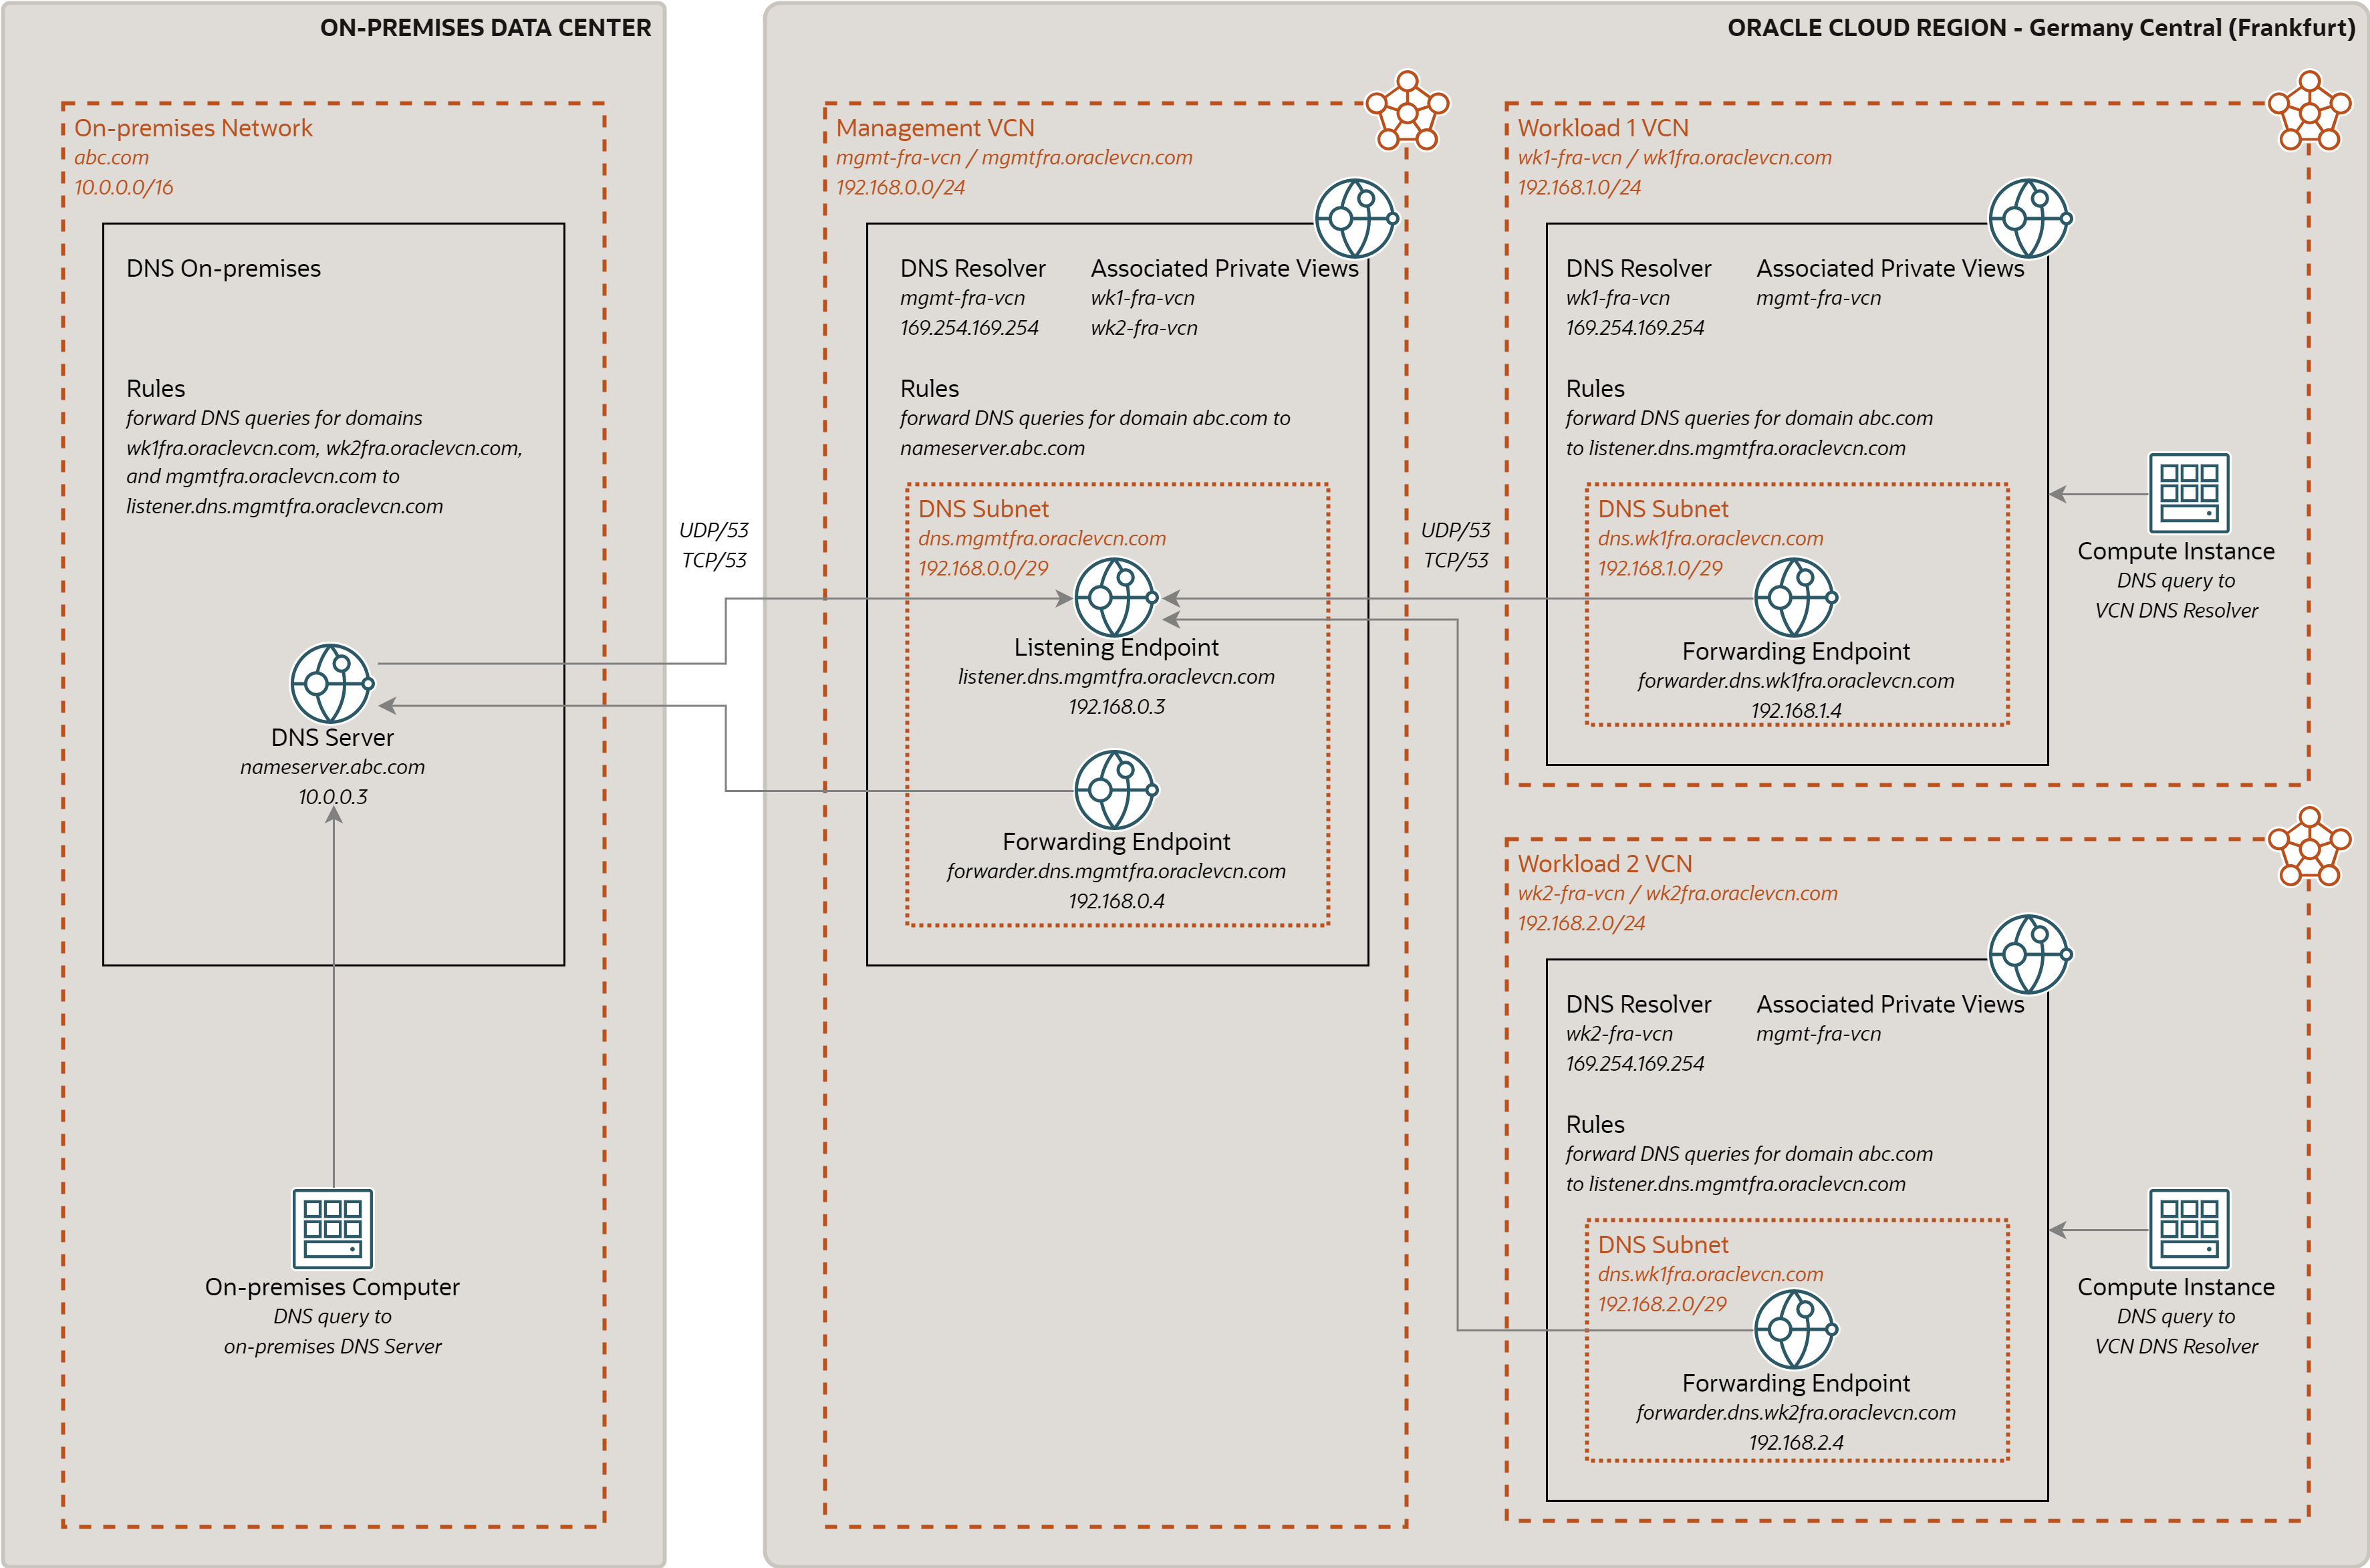 ON-PREMISES DATA CENTER
On-premises Network
abc.com
10.0.0.0/16
DNS On-premises
Rules
forward DNS queries for domains
wk1fra.oraclevcn.com, wk2fra.oraclevcn.com,
and mgmtfra.oraclevcn.com to
listener.dns.mgmtfra.oraclevcn.com
DNS Server
nameserver.abc.com
10.0.0.3
On-premises Computer
DNS query to
on-premises DNS Server
UDP/53
TCP/53
ORACLE CLOUD REGION - Germany Central (Frankfurt)
Management VCN
mgmt-fra-vcn / mgmtfra.oraclevcn.com
192.168.0.0/24
DNS Resolver
mgmt-fra-vcn
169.254.169.254
Associated Private Views
wk1-fra-vcn
wk2-fra-vcn
Rules
forward DNS queries for domain abc.com to
nameserver.abc.com
DNS Subnet
dns.mgmtfra.oraclevcn.com
192.168.0.0/29
Listening Endpoint
listener.dns.mgmtfra.oraclevcn.com
192.168.0.3
Forwarding Endpoint
forwarder.dns.mgmtfra.oraclevcn.com
192.168.0.4
UDP/53
TCP/53
Workload 1 VCN
wk1-fra-vcn / wk1fra.oraclevcn.com
192.168.1.0/24
DNS Resolver
wk1-fra-vcn
169.254.169.254
Associated Private Views
mgmt-fra-vcn
Rules
forward DNS queries for domain abc.com
to listener.dns.mgmtfra.oraclevcn.com
DNS Subnet
dns.wk1fra.oraclevcn.com
192.168.1.0/29
Forwarding Endpoint
forwarder.dns.wk1fra.oraclevcn.com
192.168.1.4
Compute Instance
DNS query to
VCN DNS Resolver
Workload 2 VCN
wk2-fra-vcn / wk2fra.oraclevcn.com
192.168.2.0/24
DNS Resolver
wk2-fra-vcn
169.254.169.254
Associated Private Views
mgmt-fra-vcn
Rules
forward DNS queries for domain abc.com
to listener.dns.mgmtfra.oraclevcn.com
DNS Subnet
dns.wk1fra.oraclevcn.com
192.168.2.0/29
Forwarding Endpoint
forwarder.dns.wk2fra.oraclevcn.com
192.168.2.4
Compute Instance
DNS query to
VCN DNS Resolver